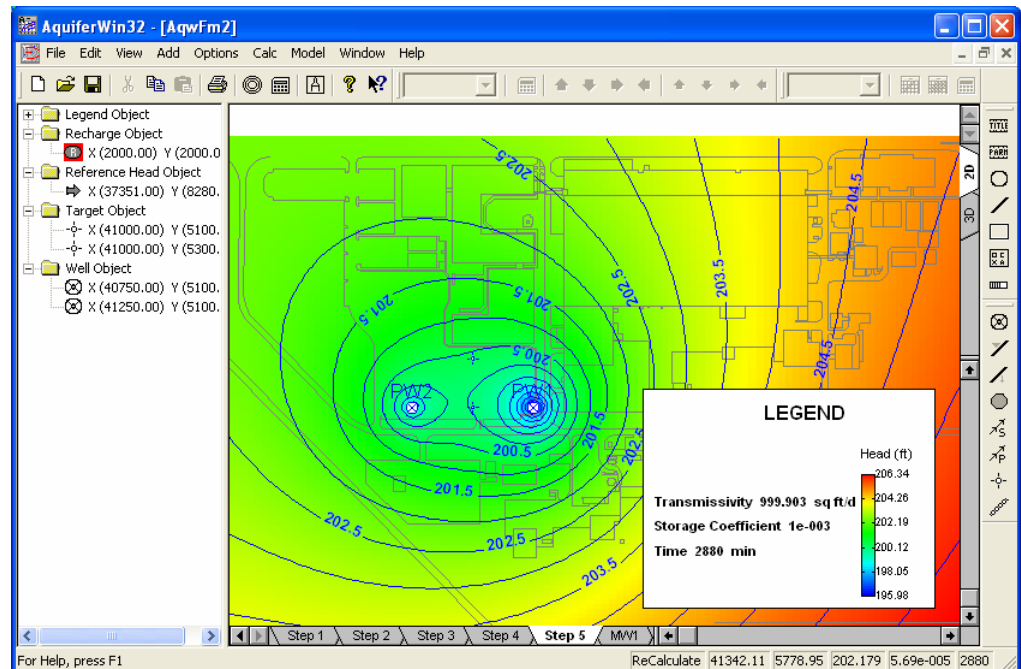 AquiferWin32 - [AqwFm2]
File Edit View Add Options Calc Model Window Help
Legend Object
Recharge Object
R X (2000.00) Y (2000.0
Reference Head Object
X (37351.00) Y (8280.
Target Object
X (41000.00) Y (5100.
X (41000.00) Y (5300.
Well Object
X (40750.00) Y (5100.
X (41250.00) Y (5100.
202.5
204.5
202.5
203.5
201.5
201.5
200.5
204.5
PW2
PW1
200.5
201.5
202.5
201.5
202.5
202.5
203.5
LEGEND
Head (ft)
206.34
204.26
202.19
200.12
198.05
195.98
Transmissivity 999.903 sq ft/d
Storage Coefficient 1e-003
Time 2880 min
2D
3D
TITLE
PARM
Step 1 Step 2 Step 3 Step 4 Step 5 MW1
For Help, press F1
ReCalculate 41342.11 5778.95 202.179 5.69e-005 2880